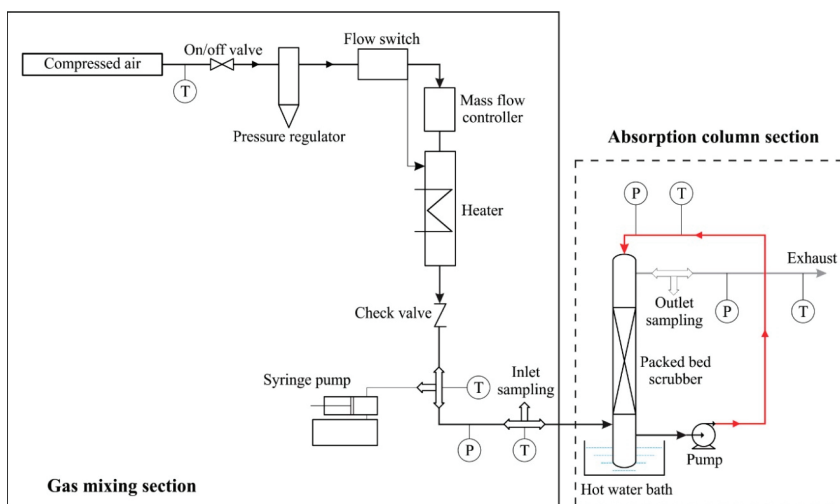 Compressed air
On/off valve
T
Pressure regulator
Flow switch
Mass flow
controller
Heater
Check valve
Syringe pump
T
Inlet
sampling
P
T
Gas mixing section
Absorption column section
P
T
Exhaust
Outlet
sampling
P
T
Packed bed
scrubber
Pump
Hot water bath